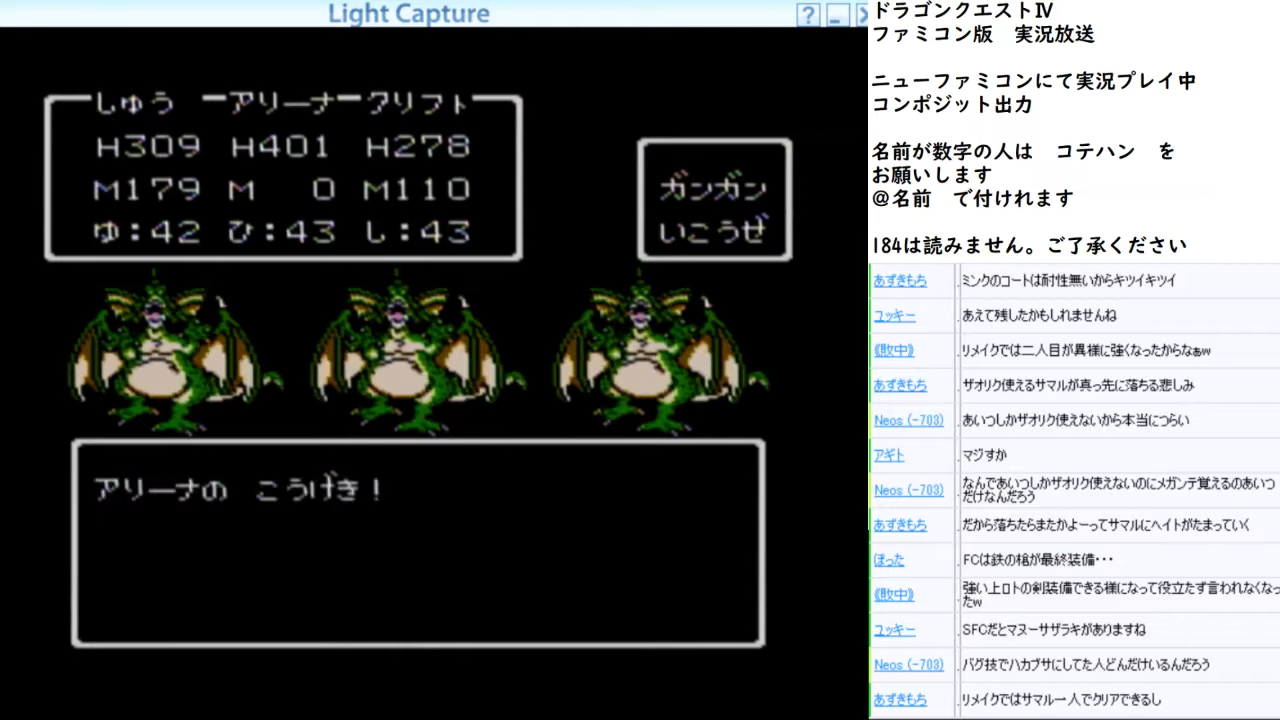 Light Capture
しゅう アリーナ クリフト
H309 H401 H278
M179 M 0 M110
ゆ:42 ひ:43 し:43
ガンガン
いこうぜ
アリーナの こうげき!
ドラゴンクエストⅣ
ファミコン版 実況放送
ニューファミコンにて実況プレイ中
コンポジット出力
名前が数字の人は コテハン を
お願いします
@名前 で付けれます
184は読みません。ご了承ください
あずきもち .ミンクのコートは耐性無いからキツイキツイ
ユッキー .あえて残したかもしれませんね
《敗中》 .リメイクでは二人目が異様に強くなったからなぁw
あずきもち .ザオリク使えるサマルが真っ先に落ちる悲しみ
Neos (-703) .あいつしかザオリク使えないから本当につらい
アギト .マジすか
Neos (-703) .なんであいつしかザオリク使えないのにメガンテ覚えるのあいつ
だけなんだろう
あずきもち .だから落ちたらまたかよーってサマルにヘイトがたまっていく
ぽった .FCは鉄の槍が最終装備・・・
《敗中》 .強い上ロトの剣装備できる様になって役立たず言われなくなっ
たw
ユッキー .SFCだとマヌーサザラキがありますね
Neos (-703) .バグ技でハカブサにしてた人どんだけいるんだろう
あずきもち .リメイクではサマル一人でクリアできるし